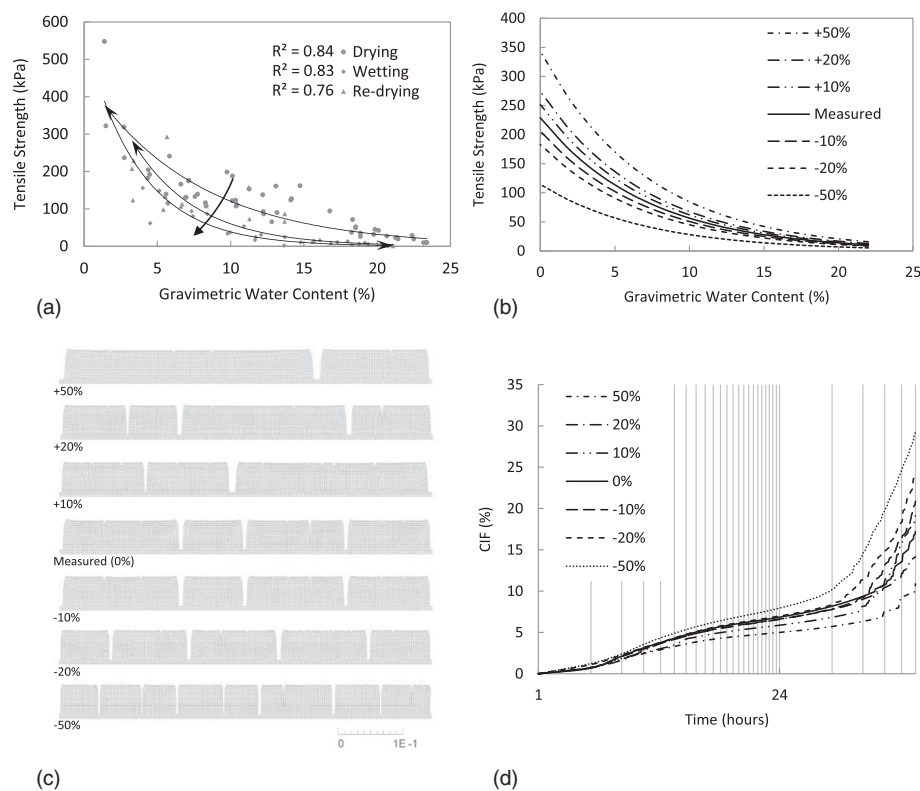 600
500
400
300
200
100
0
Tensile Strength (kPa)
R² = 0.84 Drying
R² = 0.83 Wetting
R² = 0.76 Re-drying
0 5 10 15 20 25
Gravimetric Water Content (%)
(a)
400
350
300
250
200
150
100
50
0
Tensile Strength (kPa)
+50%
+20%
+10%
Measured
-10%
-20%
-50%
0 5 10 15 20 25
Gravimetric Water Content (%)
(b)
+50%
+20%
+10%
Measured (0%)
-10%
-20%
-50%
0 1E -1
(c)
35
30
25
20
15
10
5
0
CIF (%)
50%
20%
10%
0%
-10%
-20%
-50%
1 24
Time (hours)
(d)